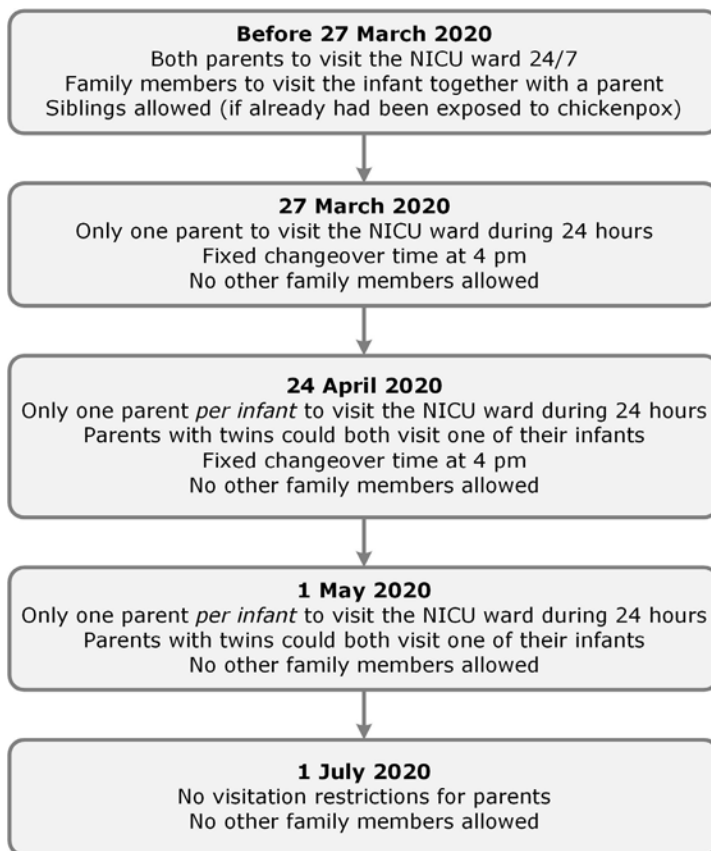 Before 27 March 2020
Both parents to visit the NICU ward 24/7
Family members to visit the infant together with a parent
Siblings allowed (if already had been exposed to chickenpox)
27 March 2020
Only one parent to visit the NICU ward during 24 hours
Fixed changeover time at 4 pm
No other family members allowed
24 April 2020
Only one parent per infant to visit the NICU ward during 24 hours
Parents with twins could both visit one of their infants
Fixed changeover time at 4 pm
No other family members allowed
1 May 2020
Only one parent per infant to visit the NICU ward during 24 hours
Parents with twins could both visit one of their infants
No other family members allowed
1 July 2020
No visitation restrictions for parents
No other family members allowed